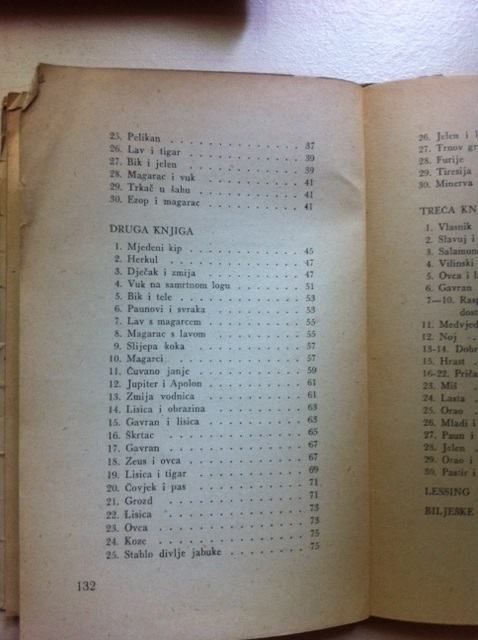 25. Pelikan . . . . . . . . . . . . 37
26. Lav i tigar . . . . . . . . . . . 39
27. Bik i jelen . . . . . . . . . . . 39
28. Magarac i vuk . . . . . . . . . . 41
29. Trkač u šahu . . . . . . . . . . 41
30. Ezop i magarac . . . . . . . . . 41
DRUGA KNJIGA
1. Mjedeni kip . . . . . . . . . . . 45
2. Herkul . . . . . . . . . . . . . 47
3. Dječak i zmija . . . . . . . . . . 47
4. Vuk na samrtnom logu . . . . . . . 51
5. Bik i tele . . . . . . . . . . . . 53
6. Paunovi i svraka . . . . . . . . . 53
7. Lav s magarcem . . . . . . . . . . 55
8. Magarac s lavom . . . . . . . . . 55
9. Slijepa koka . . . . . . . . . . . 57
10. Magarci . . . . . . . . . . . . . 57
11. Čuvano janje . . . . . . . . . . 59
12. Jupiter i Apolon . . . . . . . . . 61
13. Zmija vodnica . . . . . . . . . . 61
14. Lisica i obrazina . . . . . . . . . 63
15. Gavran i lisica . . . . . . . . . . 63
16. Škrtac . . . . . . . . . . . . . 65
17. Gavran . . . . . . . . . . . . . 67
18. Zeus i ovca . . . . . . . . . . . 67
19. Lisica i tigar . . . . . . . . . . 69
20. Čovjek i pas . . . . . . . . . . . 71
21. Grozd . . . . . . . . . . . . . 71
22. Lisica . . . . . . . . . . . . . 73
23. Ovca . . . . . . . . . . . . . . 73
24. Koze . . . . . . . . . . . . . . 75
25. Stablo divlje jabuke . . . . . . . . 75
132
26. Jelen i
27. Trnov
28. Furije
29. Tiresija
30. Minerva
TREĆA
1. Vlasnik
2. Slavuj i
3.
4. Vilinski
5. Ovca i
6. Gavran
7—10.
11.
12. Noj
13-14.
15. Hrast
16-22.
23. Miš
24. Lasta
25. Orao
26. Mladi i
27. Paun i
28. Jelen
29. Orao i
30. Pastir i
LESSING
BILJEŠKE